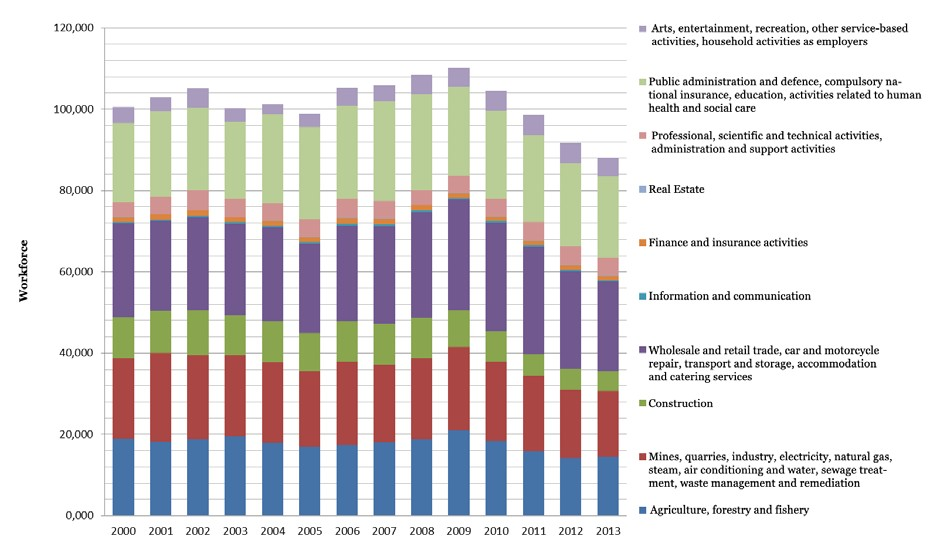 120,000
100,000
80,000
60,000
40,000
20,000
0,000
Workforce
2000 2001 2002 2003 2004 2005 2006 2007 2008 2009 2010 2011 2012 2013
Arts, entertainment, recreation, other service-based
activities, household activities as employers
Public administration and defence, compulsory na-
tional insurance, education, activities related to human
health and social care
Professional, scientific and technical activities,
administration and support activities
Real Estate
Finance and insurance activities
Information and communication
Wholesale and retail trade, car and motorcycle
repair, transport and storage, accommodation
and catering services
Construction
Mines, quarries, industry, electricity, natural gas,
steam, air conditioning and water, sewage treat-
ment, waste management and remediation
Agriculture, forestry and fishery